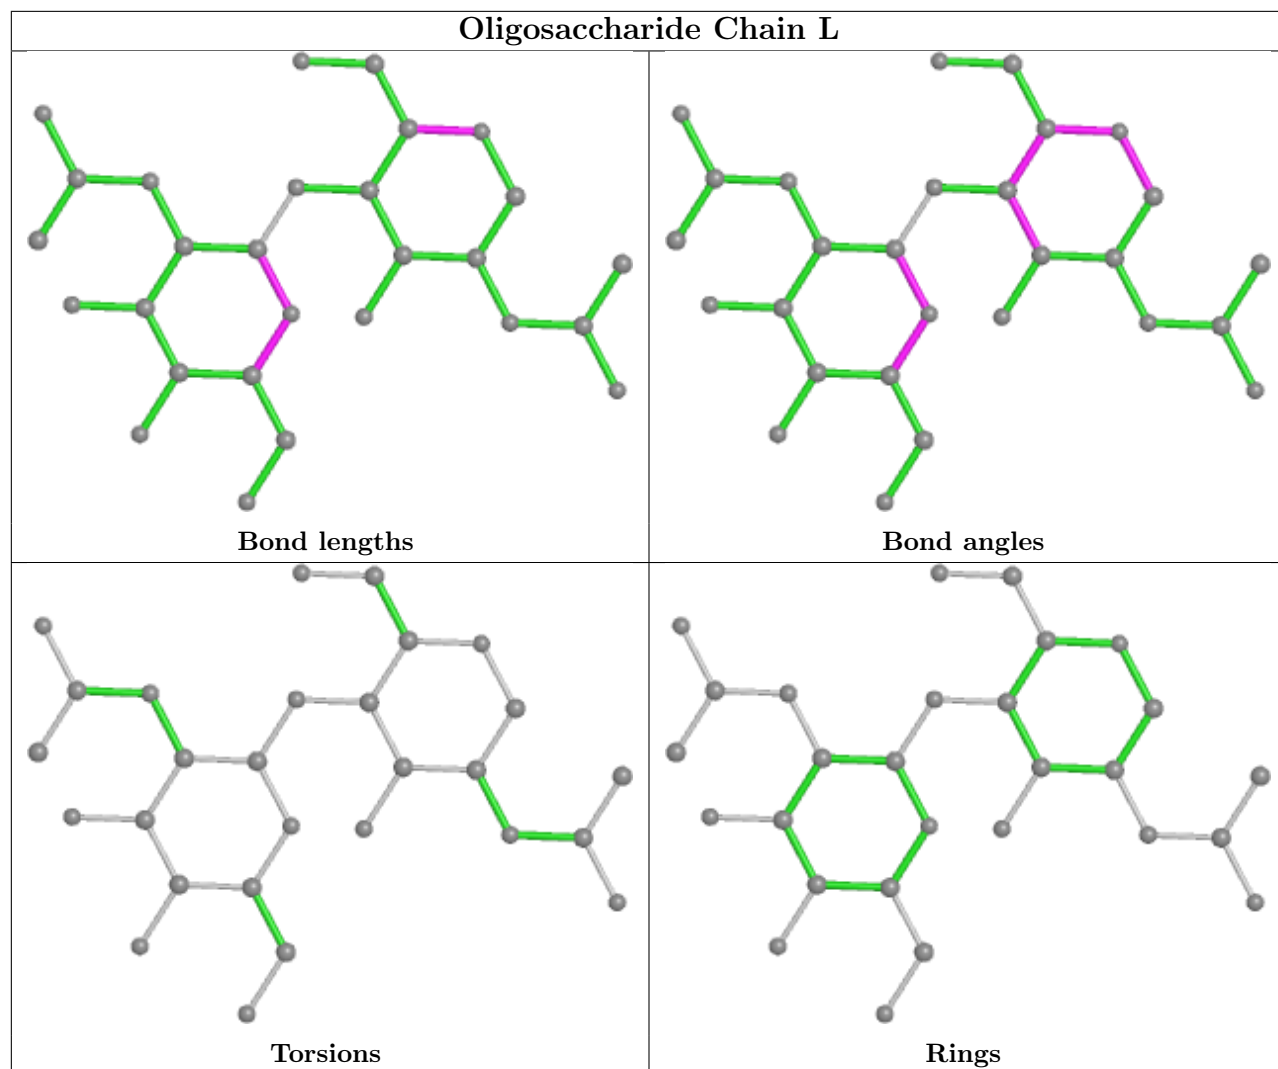 Oligosaccharide Chain L
Bond lengths
Bond angles
Torsions
Rings